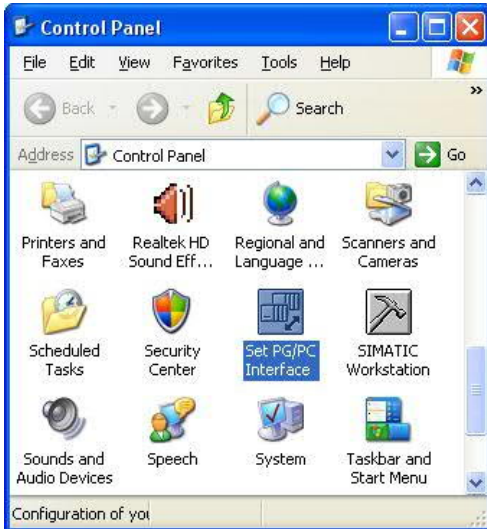 Control Panel
File Edit View Favorites Tools Help
Back Search
Address Control Panel Go
Printers and Faxes
Realtek HD Sound Eff...
Regional and Language ...
Scanners and Cameras
Scheduled Tasks
Security Center
Set PG/PC Interface
SIMATIC Workstation
Sounds and Audio Devices
Speech
System
Taskbar and Start Menu
Configuration of you